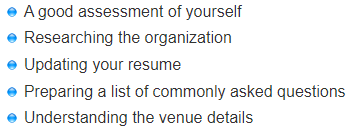 A good assessment of yourself
Researching the organization
Updating your resume
Preparing a list of commonly asked questions
Understanding the venue details